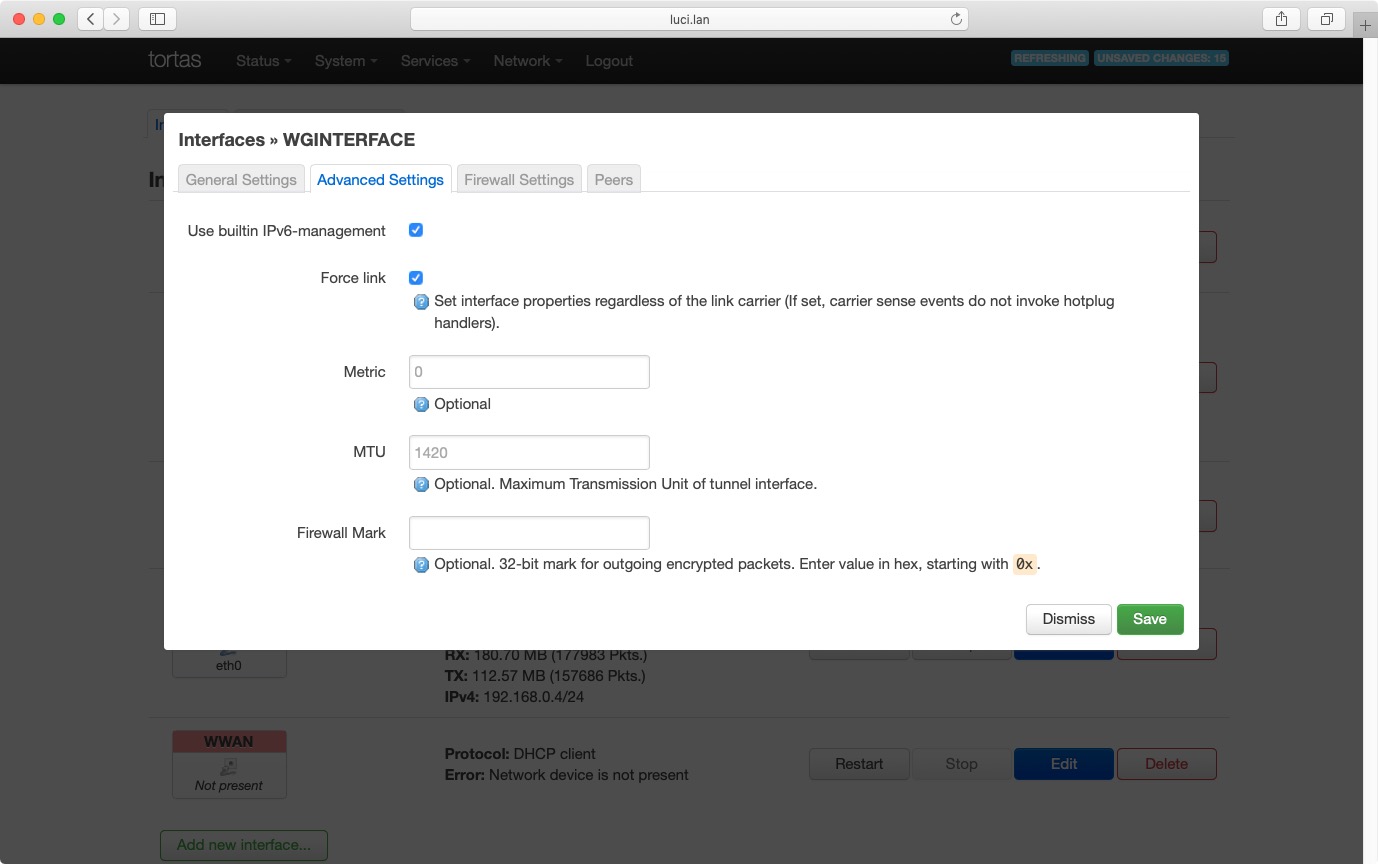 luci.lan
tortas Status System Services Network Logout REFRESHING UNSAVED CHANGES: 15
Interfaces » WGINTERFACE
General Settings Advanced Settings Firewall Settings Peers
Use builtin IPv6-management
Force link
Set interface properties regardless of the link carrier (If set, carrier sense events do not invoke hotplug
handlers).
Metric 0
Optional
MTU 1420
Optional. Maximum Transmission Unit of tunnel interface.
Firewall Mark
Optional. 32-bit mark for outgoing encrypted packets. Enter value in hex, starting with 0x.
Dismiss Save
RX: 180.70 MB (177983 Pkts.)
eth0
TX: 112.57 MB (157686 Pkts.)
IPv4: 192.168.0.4/24
WWAN
Not present
Protocol: DHCP client
Error: Network device is not present
Restart Stop Edit Delete
Add new interface...